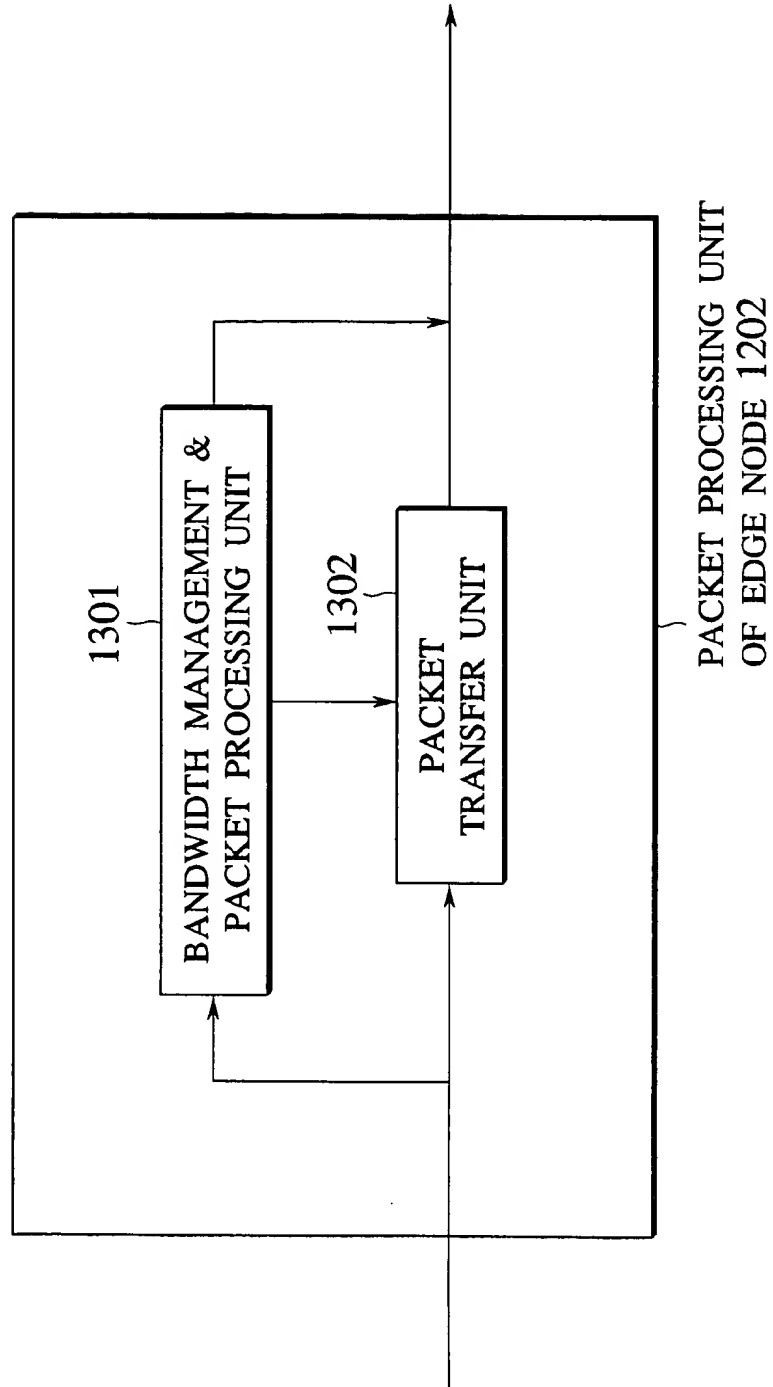 1301
BANDWIDTH MANAGEMENT &
PACKET PROCESSING UNIT
1302
PACKET
TRANSFER UNIT
PACKET PROCESSING UNIT
OF EDGE NODE 1202